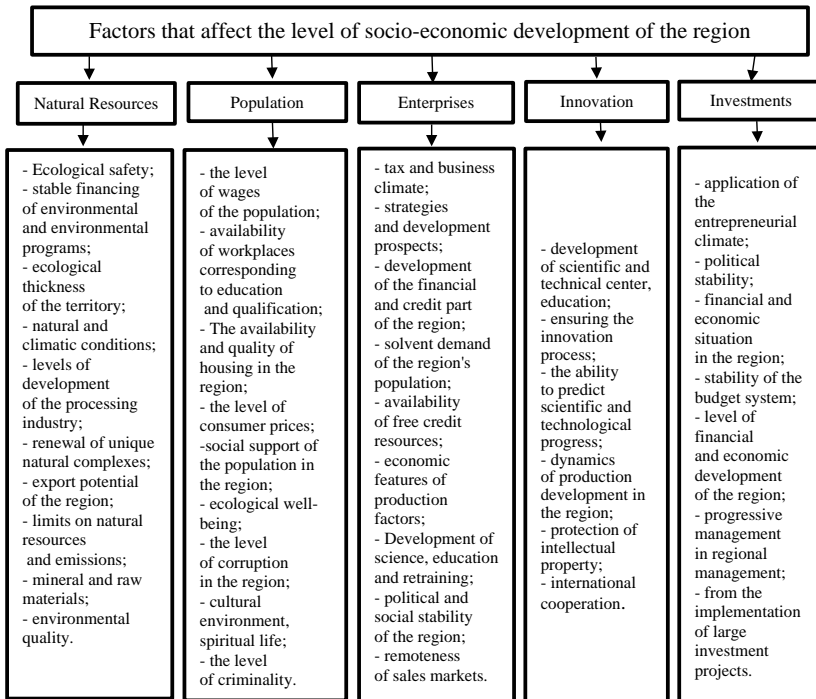 Factors that affect the level of socio-economic development of the region
Natural Resources
Population
Enterprises
Innovation
Investments
- Ecological safety;
- stable financing
of environmental
and environmental
programs;
- ecological
thickness
of the territory;
- natural and
climatic conditions;
- levels of
development
of the processing
industry;
- renewal of unique
natural complexes;
- export potential
of the region;
- limits on natural
resources
and emissions;
- mineral and raw
materials;
- environmental
quality.
- the level
of wages
of the population;
- availability
of workplaces
corresponding
to education
and qualification;
- The availability
and quality of
housing in the
region;
- the level of
consumer prices;
-social support of
the population in
the region;
- ecological well-
being;
- the level
of corruption
in the region;
- cultural
environment,
spiritual life;
- the level
of criminality.
- tax and business
climate;
- strategies
and development
prospects;
- development
of the financial
and credit part
of the region;
- solvent demand
of the region's
population;
- availability
of free credit
resources;
- economic
features of
production
factors;
- Development of
science, education
and retraining;
- political and
social stability
of the region;
- remoteness
of sales markets.
- development
of scientific and
technical center,
education;
- ensuring the
innovation
process;
- the ability
to predict
scientific and
technological
progress;
- dynamics
of production
development in
the region;
- protection of
intellectual
property;
- international
cooperation.
- application of
the
entrepreneurial
climate;
- political
stability;
- financial and
economic
situation
in the region;
- stability of the
budget system;
- level of
financial
and economic
development
of the region;
- progressive
management
in regional
management;
- from the
implementation
of large
investment
projects.